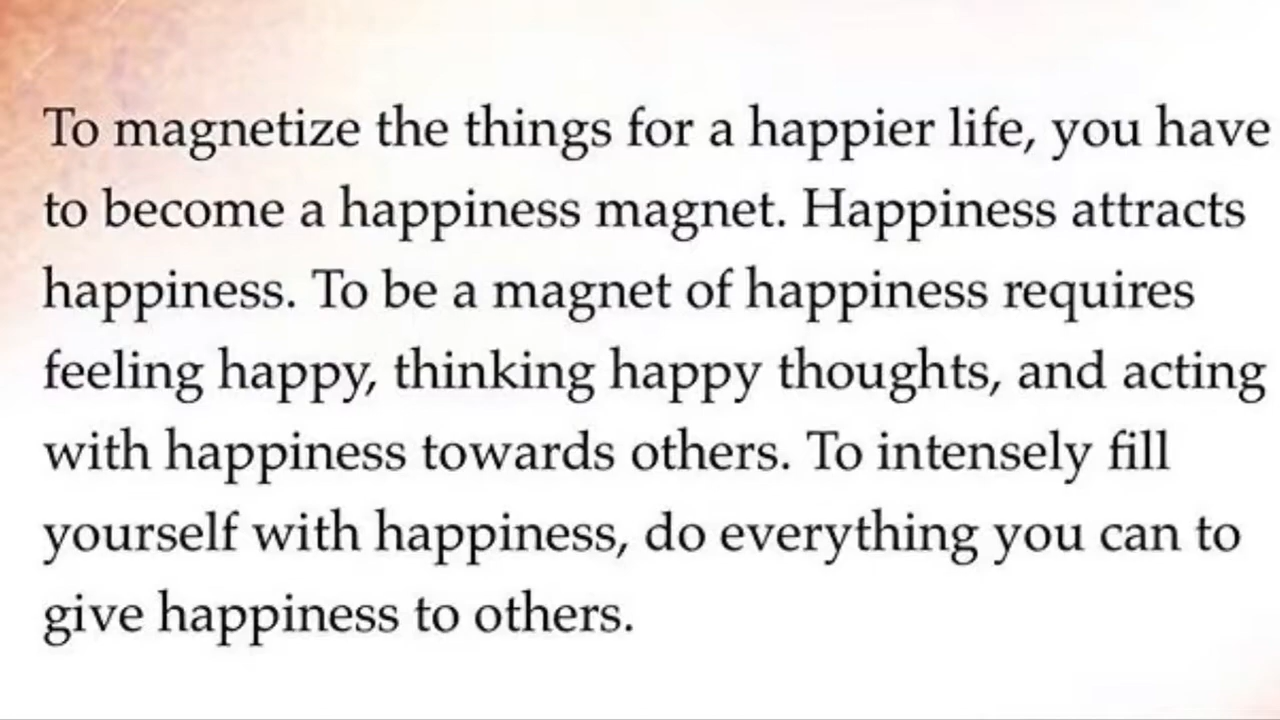 To magnetize the things for a happier life, you have
to become a happiness magnet. Happiness attracts
happiness. To be a magnet of happiness requires
feeling happy, thinking happy thoughts, and acting
with happiness towards others. To intensely fill
yourself with happiness, do everything you can to
give happiness to others.